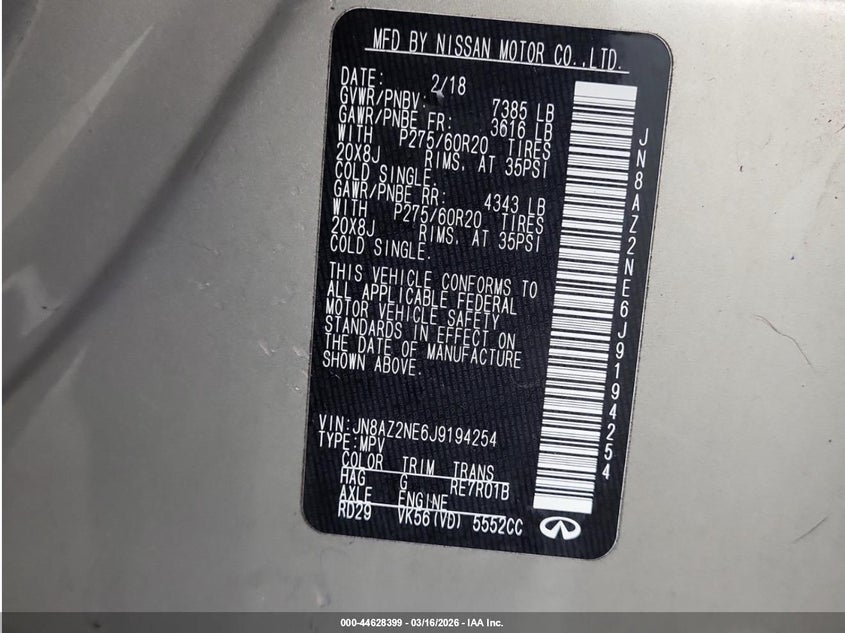 MFD BY NISSAN MOTOR CO.,LTD.
DATE: 2/18
GVWR/PNBV: 7385 LB
GAWR/PNBE FR: 3616 LB
WITH P275/60R20 TIRES
20X8J RIMS, AT 35PSI
COLD SINGLE.
GAWR/PNBE RR: 4343 LB
WITH P275/60R20 TIRES
20X8J RIMS, AT 35PSI
COLD SINGLE.
THIS VEHICLE CONFORMS TO
ALL APPLICABLE FEDERAL
MOTOR VEHICLE SAFETY
STANDARDS IN EFFECT ON
THE DATE OF MANUFACTURE
SHOWN ABOVE.
VIN:JN8AZ2NE6J9194254
TYPE:MPV
COLOR TRIM TRANS
HAG G RE7R01B
AXLE ENGINE
RD29 VK56(VD) 5552CC
JN8AZ2NE6J9194254
000-44628399 - 03/16/2026 - IAA Inc.